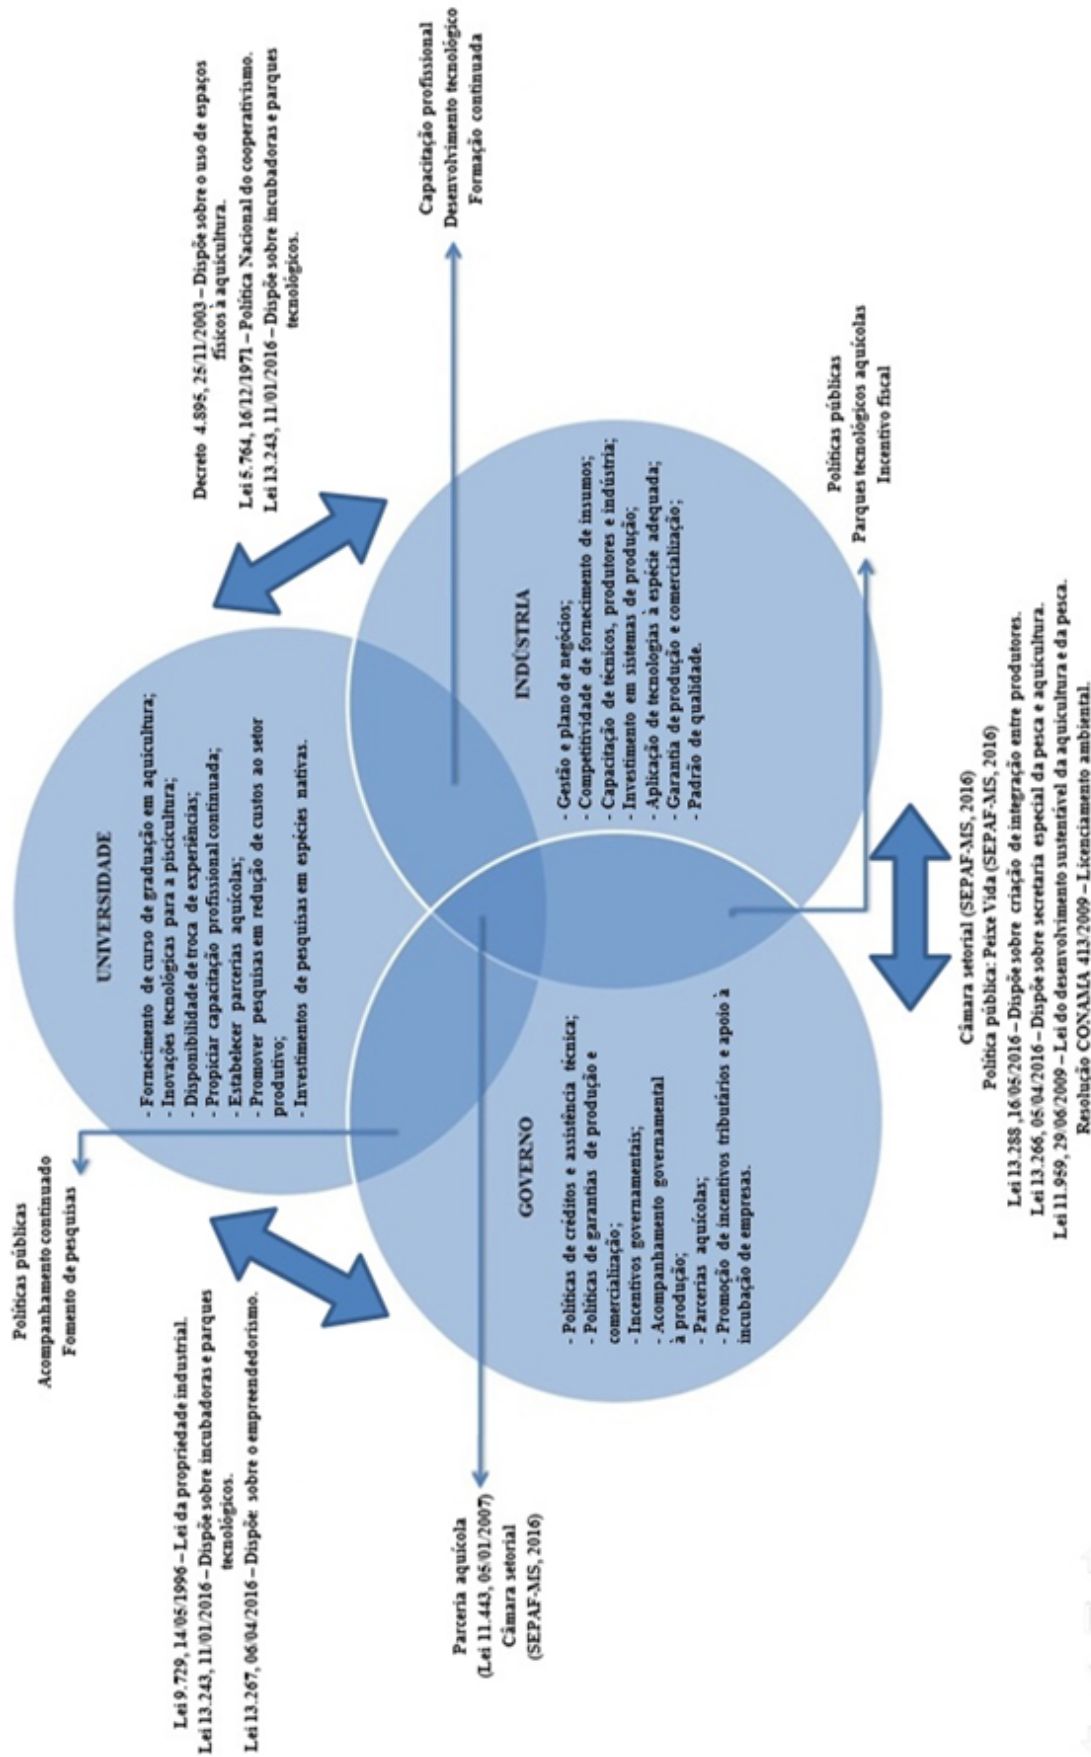 Políticas públicas
Acompanhamento continuado
Fomento de pesquisas
Lei 9.729, 14/05/1996 – Lei da propriedade industrial.
Lei 13.243, 11/01/2016 – Dispõe sobre incubadoras e parques
tecnológicos.
Lei 13.267, 06/04/2016 – Dispõe sobre o empreendedorismo.
UNIVERSIDADE
- Fornecimento de curso de graduação em aquicultura;
- Inovações tecnológicas para a piscicultura;
- Disponibilidade de troca de experiências;
- Propiciar capacitação profissional continuada;
- Estabelecer parcerias aquícolas;
- Promover pesquisas em redução de custos ao setor
produtivo;
- Investimentos de pesquisas em espécies nativas.
Decreto 4.895, 25/11/2003 – Dispõe sobre o uso de espaços
físicos à aquicultura.
Lei 5.764, 16/12/1971 – Política Nacional do cooperativismo.
Lei 13.243, 11/01/2016 – Dispõe sobre incubadoras e parques
tecnológicos.
Capacitação profissional
Desenvolvimento tecnológico
Formação continuada
Parceria aquícola
(Lei 11.443, 05/01/2007)
Câmara setorial
(SEPAF-MS, 2016)
GOVERNO
- Políticas de créditos e assistência técnica;
- Políticas de garantias de produção e
comercialização;
- Incentivos governamentais;
- Acompanhamento governamental
à produção;
- Parcerias aquícolas;
- Promoção de incentivos tributários e apoio à
incubação de empresas.
INDÚSTRIA
- Gestão e plano de negócios;
- Competitividade de fornecimento de insumos;
- Capacitação de técnicos, produtores e indústria;
- Investimento em sistemas de produção;
- Aplicação de tecnologias à espécie adequada;
- Garantia de produção e comercialização;
- Padrão de qualidade.
Políticas públicas
Parques tecnológicos aquícolas
Incentivo fiscal
Câmara setorial (SEPAF-MS, 2016)
Política pública: Peixe Vida (SEPAF-MS, 2016)
Lei 13.288 ,16/05/2016 – Dispõe sobre criação de integração entre produtores.
Lei 13.266, 05/04/2016 – Dispõe sobre secretaria especial da pesca e aquicultura.
Lei 11.959, 29/06/2009 – Lei do desenvolvimento sustentável da aquicultura e da pesca.
Resolução CONAMA 413/2009 – Licenciamento ambiental.